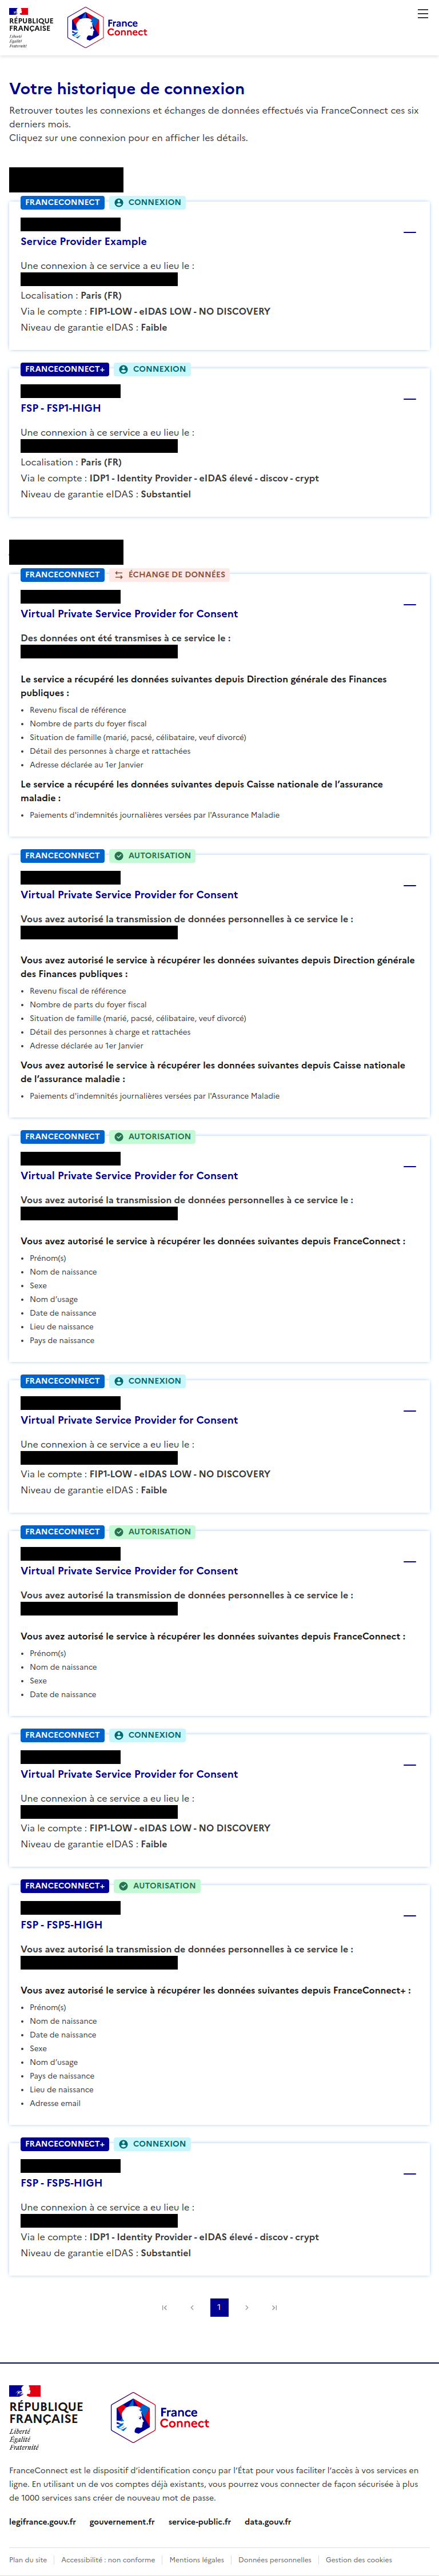 RÉPUBLIQUE
FRANÇAISE
Liberté
Égalité
Fraternité
France
Connect
Votre historique de connexion
Retrouver toutes les connexions et échanges de données effectués via FranceConnect ces six
derniers mois.
Cliquez sur une connexion pour en afficher les détails.
FRANCECONNECT CONNEXION
Service Provider Example
Une connexion à ce service a eu lieu le :
Localisation : Paris (FR)
Via le compte : FIP1-LOW - eIDAS LOW - NO DISCOVERY
Niveau de garantie eIDAS : Faible
FRANCECONNECT+ CONNEXION
FSP - FSP1-HIGH
Une connexion à ce service a eu lieu le :
Localisation : Paris (FR)
Via le compte : IDP1 - Identity Provider - eIDAS élevé - discov - crypt
Niveau de garantie eIDAS : Substantiel
FRANCECONNECT ÉCHANGE DE DONNÉES
Virtual Private Service Provider for Consent
Des données ont été transmises à ce service le :
Le service a récupéré les données suivantes depuis Direction générale des Finances
publiques :
• Revenu fiscal de référence
• Nombre de parts du foyer fiscal
• Situation de famille (marié, pacsé, célibataire, veuf divorcé)
• Détail des personnes à charge et rattachées
• Adresse déclarée au 1er Janvier
Le service a récupéré les données suivantes depuis Caisse nationale de l'assurance
maladie :
• Paiements d'indemnités journalières versées par l'Assurance Maladie
FRANCECONNECT AUTORISATION
Virtual Private Service Provider for Consent
Vous avez autorisé la transmission de données personnelles à ce service le :
Vous avez autorisé le service à récupérer les données suivantes depuis Direction générale
des Finances publiques :
• Revenu fiscal de référence
• Nombre de parts du foyer fiscal
• Situation de famille (marié, pacsé, célibataire, veuf divorcé)
• Détail des personnes à charge et rattachées
• Adresse déclarée au 1er Janvier
Vous avez autorisé le service à récupérer les données suivantes depuis Caisse nationale
de l'assurance maladie :
• Paiements d'indemnités journalières versées par l'Assurance Maladie
FRANCECONNECT AUTORISATION
Virtual Private Service Provider for Consent
Vous avez autorisé la transmission de données personnelles à ce service le :
Vous avez autorisé le service à récupérer les données suivantes depuis FranceConnect :
• Prénom(s)
• Nom de naissance
• Sexe
• Nom d'usage
• Date de naissance
• Lieu de naissance
• Pays de naissance
FRANCECONNECT CONNEXION
Virtual Private Service Provider for Consent
Une connexion à ce service a eu lieu le :
Via le compte : FIP1-LOW - eIDAS LOW - NO DISCOVERY
Niveau de garantie eIDAS : Faible
FRANCECONNECT AUTORISATION
Virtual Private Service Provider for Consent
Vous avez autorisé la transmission de données personnelles à ce service le :
Vous avez autorisé le service à récupérer les données suivantes depuis FranceConnect :
• Prénom(s)
• Nom de naissance
• Sexe
• Date de naissance
FRANCECONNECT CONNEXION
Virtual Private Service Provider for Consent
Une connexion à ce service a eu lieu le :
Via le compte : FIP1-LOW - eIDAS LOW - NO DISCOVERY
Niveau de garantie eIDAS : Faible
FRANCECONNECT+ AUTORISATION
FSP - FSP5-HIGH
Vous avez autorisé la transmission de données personnelles à ce service le :
Vous avez autorisé le service à récupérer les données suivantes depuis FranceConnect+ :
• Prénom(s)
• Nom de naissance
• Date de naissance
• Sexe
• Nom d'usage
• Pays de naissance
• Lieu de naissance
• Adresse email
FRANCECONNECT+ CONNEXION
FSP - FSP5-HIGH
Une connexion à ce service a eu lieu le :
Via le compte : IDP1 - Identity Provider - eIDAS élevé - discov - crypt
Niveau de garantie eIDAS : Substantiel
1
RÉPUBLIQUE
FRANÇAISE
Liberté
Égalité
Fraternité
France
Connect
FranceConnect est le dispositif d'identification conçu par l'État pour vous faciliter l'accès à vos services en
ligne. En utilisant un de vos comptes déjà existants, vous pourrez vous connecter de façon sécurisée à plus
de 1000 services sans créer de nouveau mot de passe.
legifrance.gouv.fr gouvernement.fr service-public.fr data.gouv.fr
Plan du site Accessibilité : non conforme Mentions légales Données personnelles Gestion des cookies